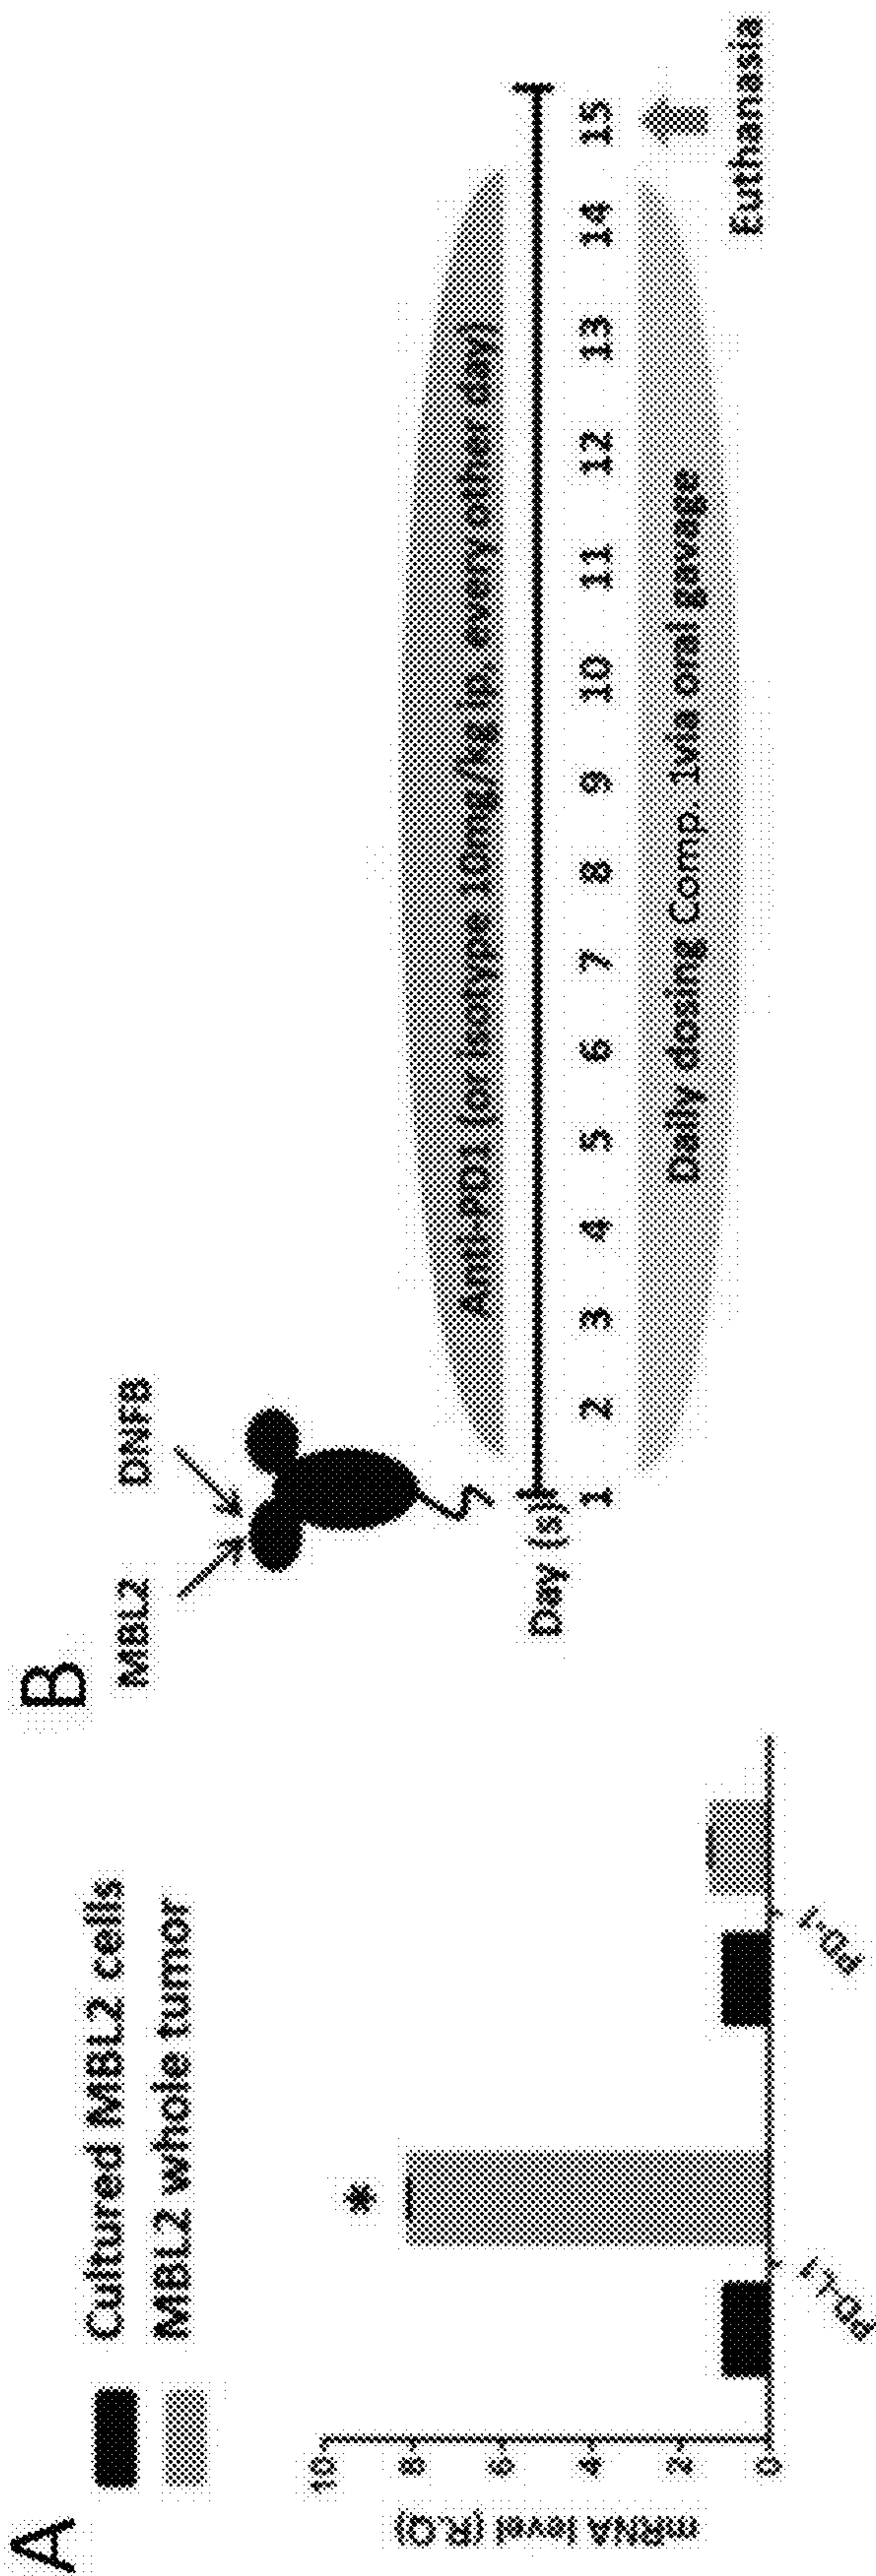 A
Cultured MBL2 cells
MBL2 whole tumor
mRNA level (R.Q)
10
8
6
4
2
0
PD-L1
PD-1
B
MBL2
DNFB
Anti-PD1 (or isotype 10mg/kg ip. every other day)
Day (s)
1 2 3 4 5 6 7 8 9 10 11 12 13 14 15
Daily dosing Comp. 1via oral gavage
Euthanasia
*